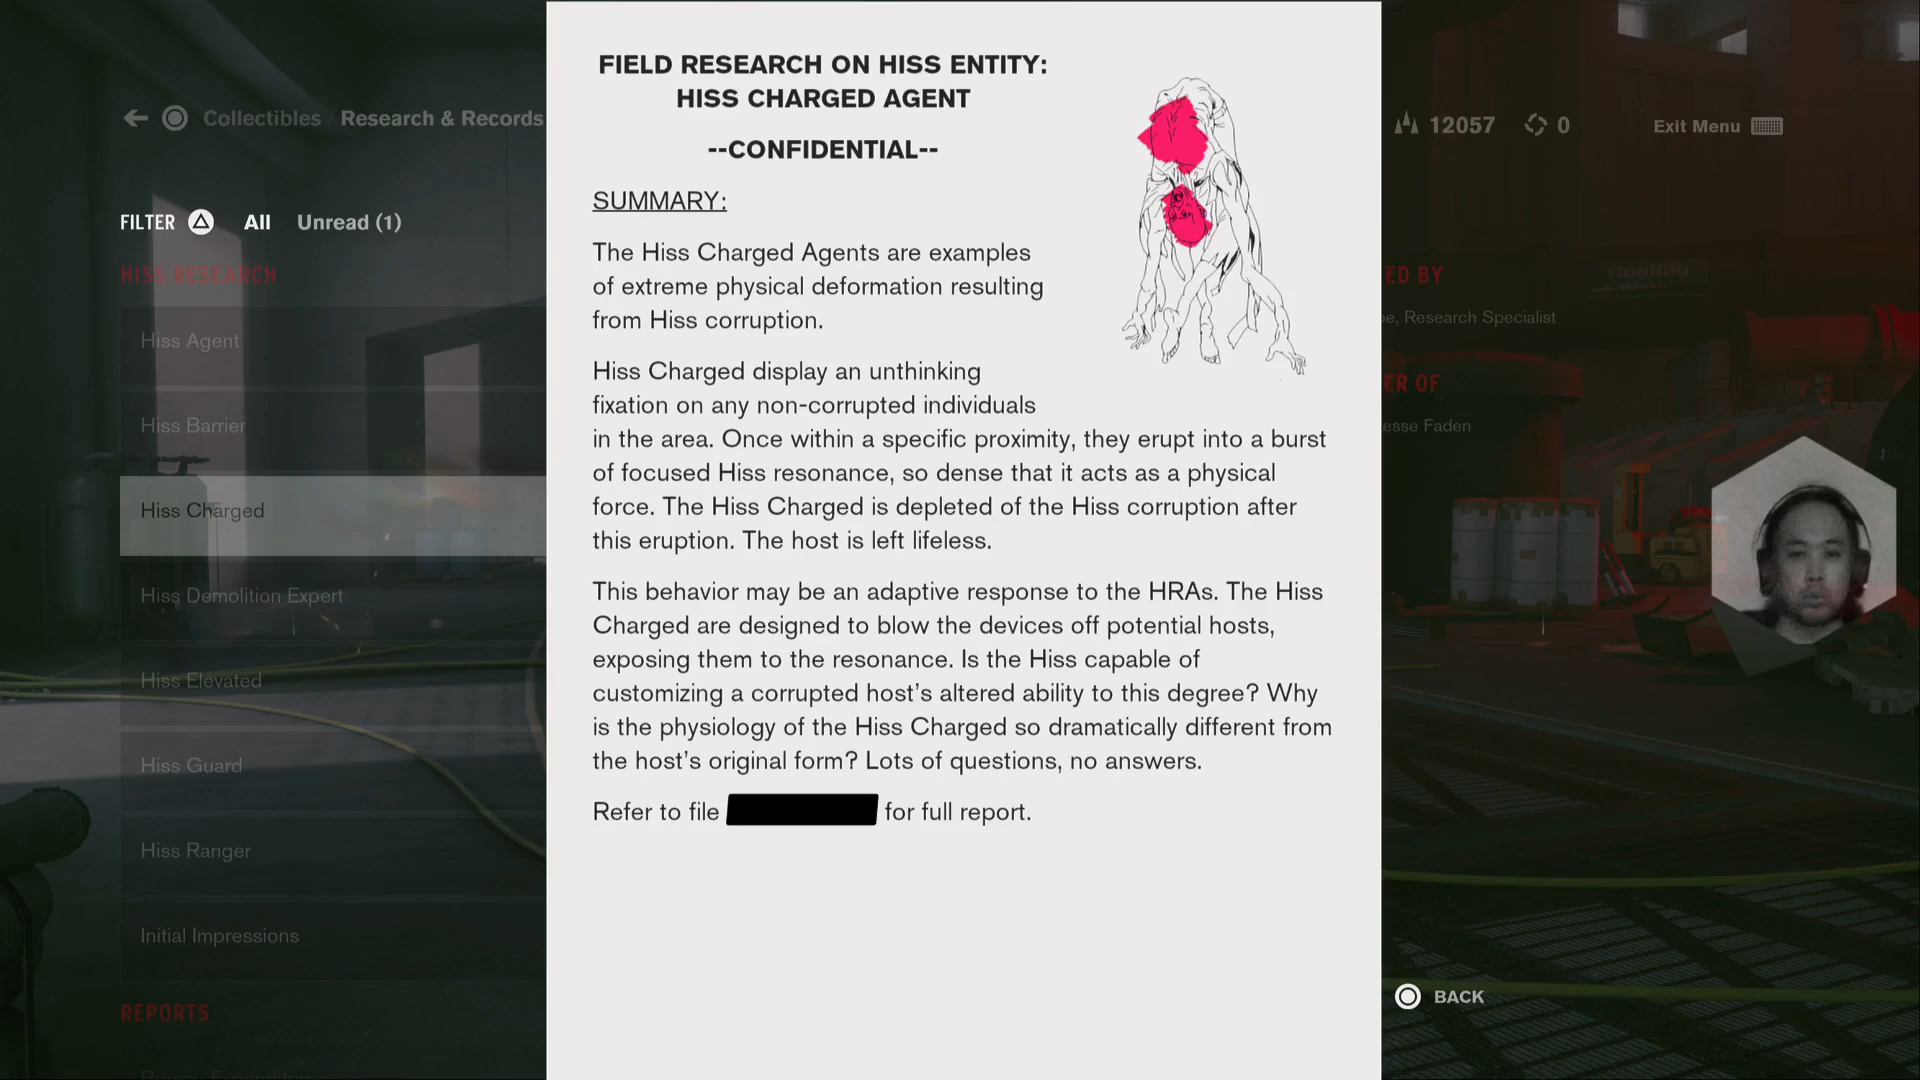 Collectibles / Research & Records
12057
0
Exit Menu
FILTER
All
Unread (1)
HISS RESEARCH
Hiss Agent
Hiss Barrier
Hiss Charged
Hiss Demolition Expert
Hiss Elevated
Hiss Guard
Hiss Ranger
Initial Impressions
REPORTS
Bureau Expenditures
FIELD RESEARCH ON HISS ENTITY:
HISS CHARGED AGENT
--CONFIDENTIAL--
SUMMARY:
The Hiss Charged Agents are examples
of extreme physical deformation resulting
from Hiss corruption.
Hiss Charged display an unthinking
fixation on any non-corrupted individuals
in the area. Once within a specific proximity, they erupt into a burst
of focused Hiss resonance, so dense that it acts as a physical
force. The Hiss Charged is depleted of the Hiss corruption after
this eruption. The host is left lifeless.
This behavior may be an adaptive response to the HRAs. The Hiss
Charged are designed to blow the devices off potential hosts,
exposing them to the resonance. Is the Hiss capable of
customizing a corrupted host's altered ability to this degree? Why
is the physiology of the Hiss Charged so dramatically different from
the host's original form? Lots of questions, no answers.
Refer to file for full report.
ED BY
, Research Specialist
ER OF
esse Faden
Cooling
BACK